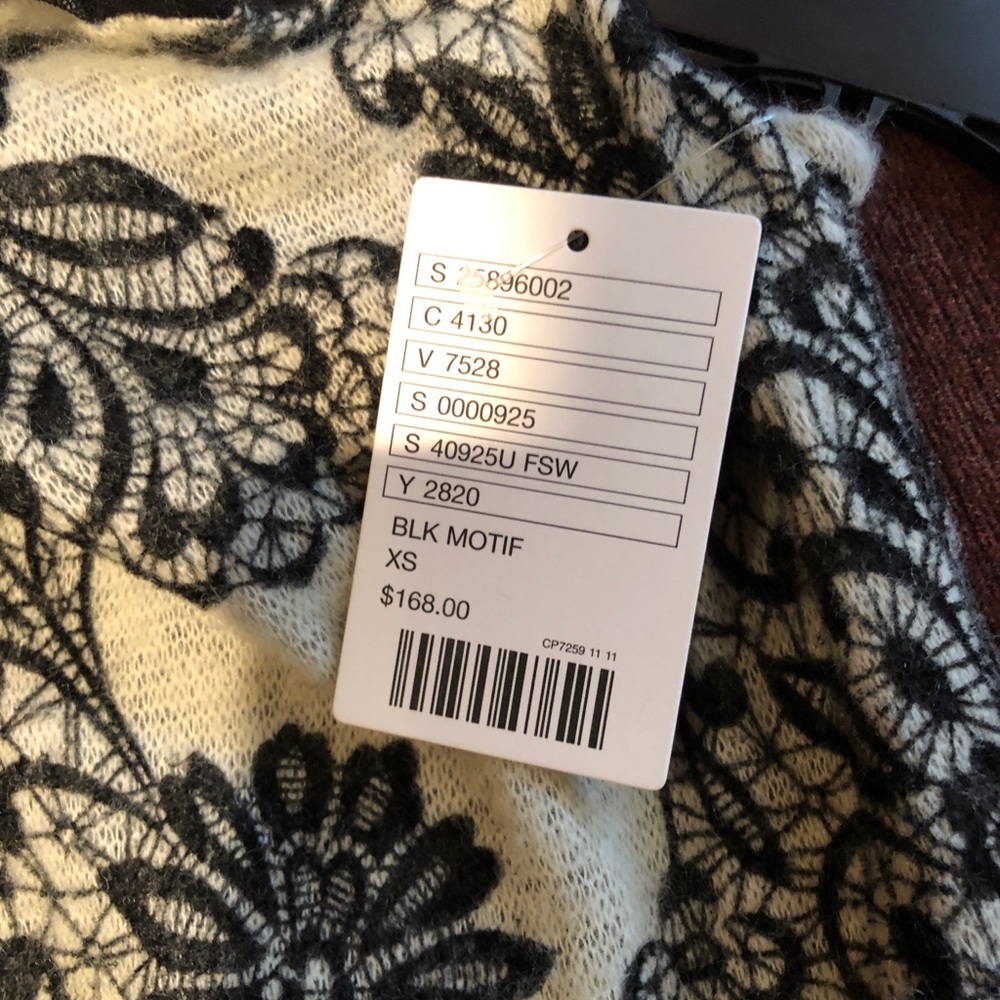 S 25896002
C 4130
V 7528
S 0000925
S 40925U FSW
Y 2820
BLK MOTIF
XS
$168.00
CP7259 11 11